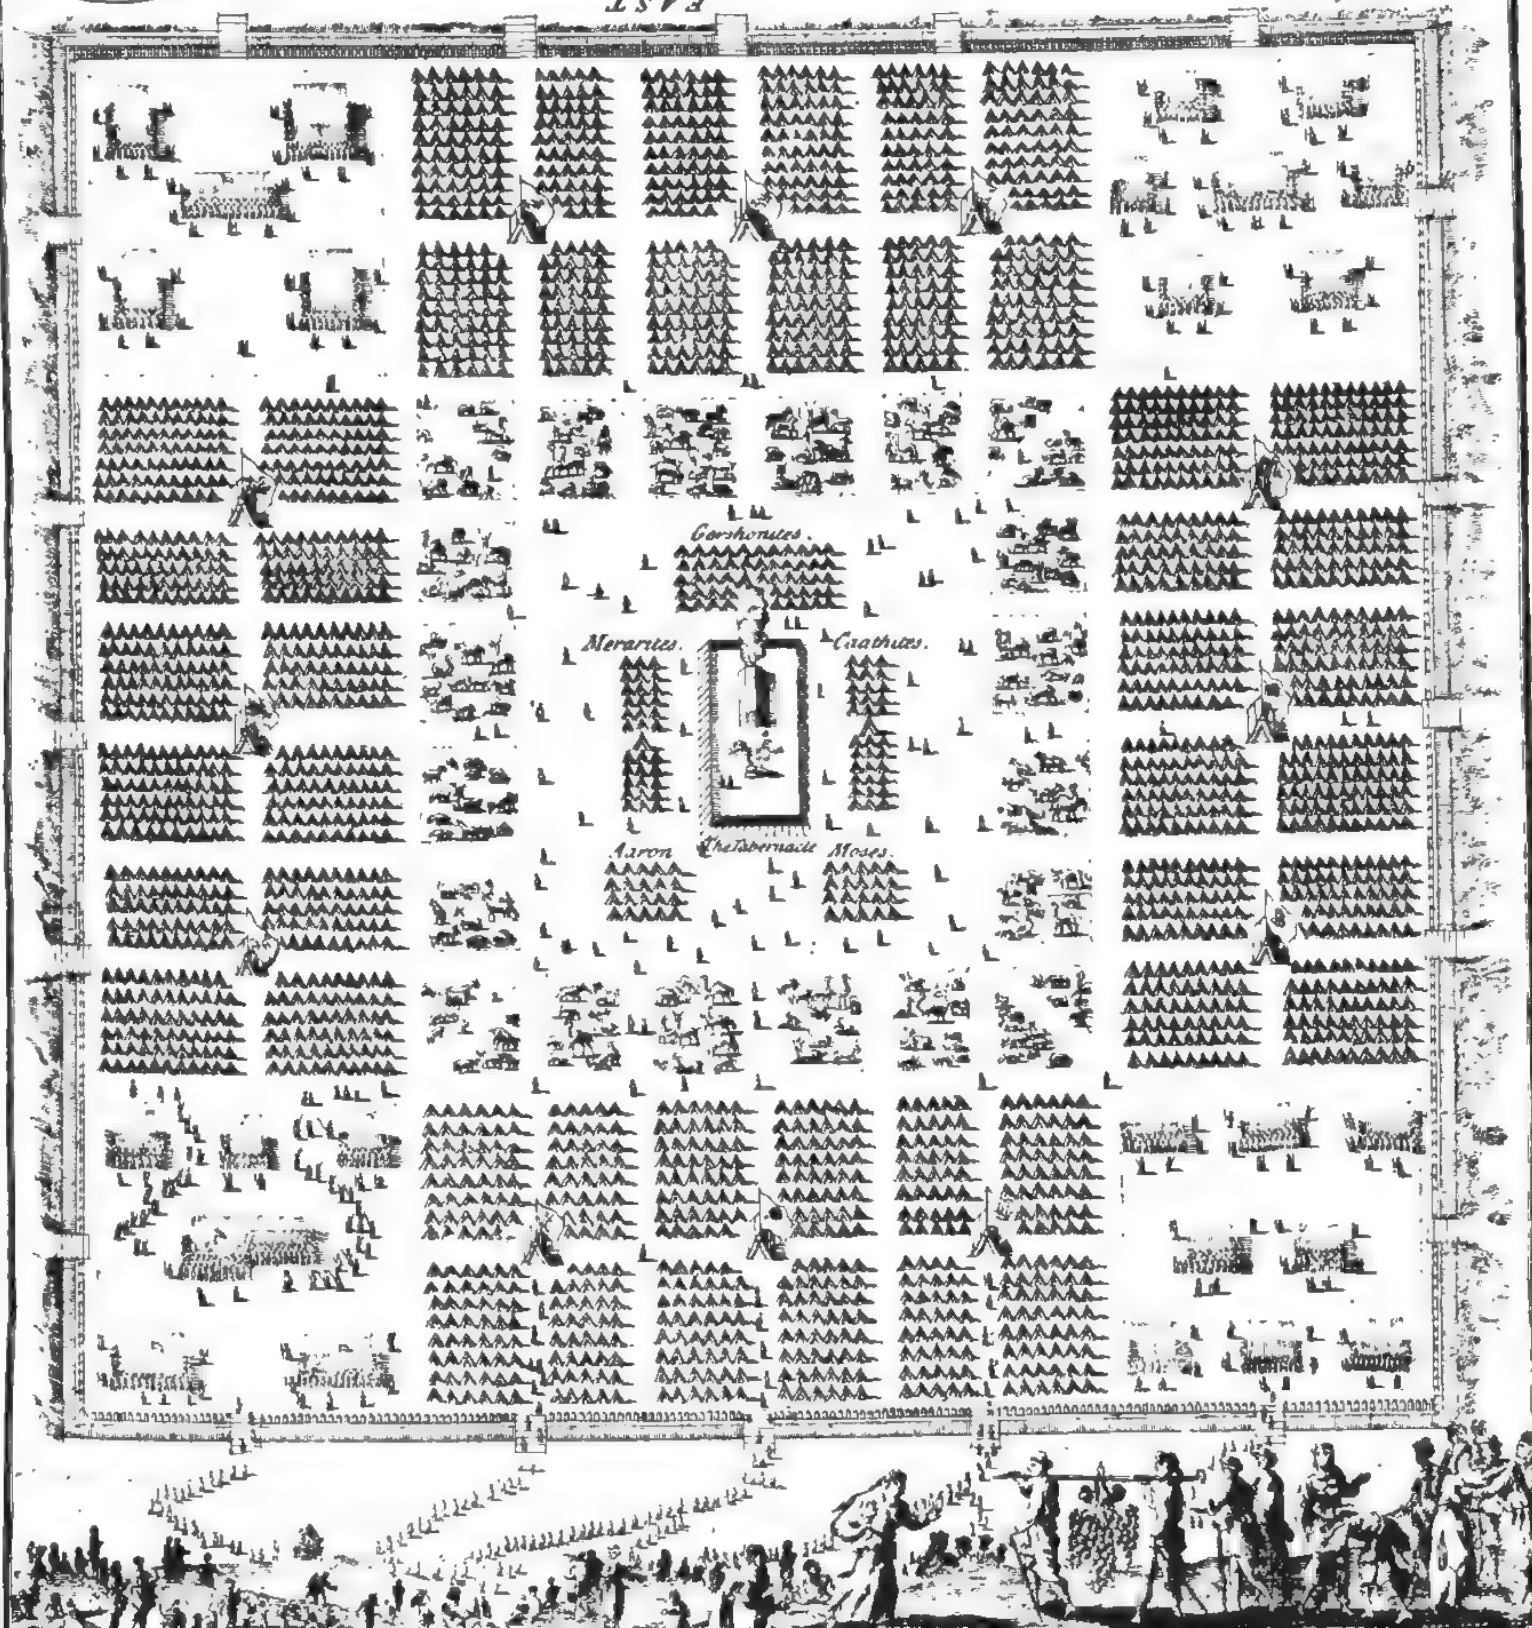 EAST
Gershonites.
Merarites.
Caathites.
Aaron
The Tabernacle
Moses.